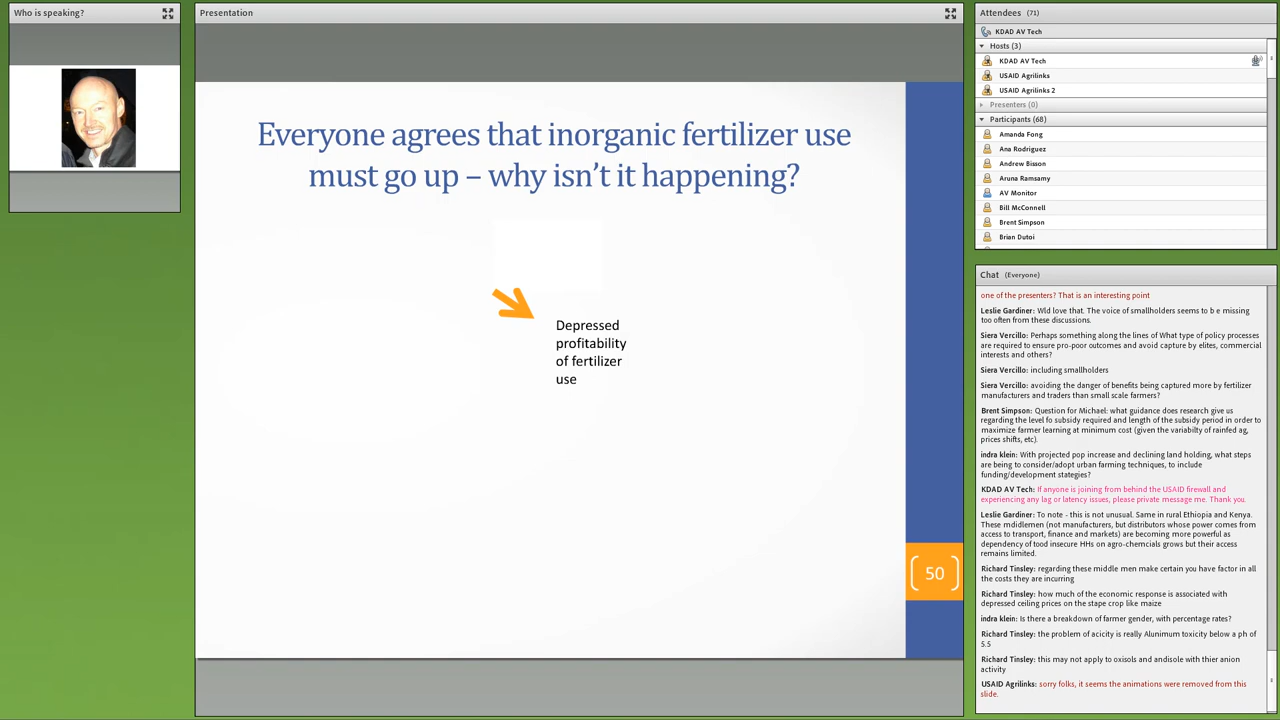 Who is speaking?
Presentation
Everyone agrees that inorganic fertilizer use
must go up – why isn't it happening?
Depressed
profitability
of fertilizer
use
50
Attendees (71)
KDAD AV Tech
Hosts (3)
KDAD AV Tech
USAID Agrilinks
USAID Agrilinks 2
Presenters (0)
Participants (68)
Amanda Fong
Ana Rodriguez
Andrew Bisson
Aruna Ramsamy
AV Monitor
Bill McConnell
Brent Simpson
Brian Dutoi
Chat (Everyone)
one of the presenters? That is an interesting point
Leslie Gardiner: Wld love that. The voice of smallholders seems to b e missing
too often from these discussions.
Siera Vercillo: Perhaps something along the lines of What type of policy processes
are required to ensure pro-poor outcomes and avoid capture by elites, commercial
interests and others?
Siera Vercillo: including smallholders
Siera Vercillo: avoiding the danger of benefits being captured more by fertilizer
manufacturers and traders than small scale farmers?
Brent Simpson: Question for Michael: what guidance does research give us
regarding the level fo subsidy required and length of the subsidy period in order to
maximize farmer learning at minimum cost (given the variabilty of rainfed ag,
prices shifts, etc).
indra klein: With projected pop increase and declining land holding, what steps
are being to consider/adopt urban farming techniques, to include
funding/development stategies?
KDAD AV Tech: If anyone is joining from behind the USAID firewall and
experiencing any lag or latency issues, please private message me. Thank you.
Leslie Gardner: To note - this is not unusual. Same in rural Ethiopia and Kenya.
These mdidlemen (not manufacturers, but distributors whose power comes from
access to transport, finance and markets) are becoming more powerful as
dependency of tood insecure HHs on agro-chemcials grows but their access
remains limited.
Richard Tinsley: regarding these middle men make certain you have factor in all
the costs they are incurring
Richard Tinsley: how much of the economic response is associated with
depressed ceiling prices on the stape crop like maize
indra klein: Is there a breakdown of farmer gender, with percentage rates?
Richard Tinsley: the problem of acicity is really Alunimum toxicity below a ph of
5.5
Richard Tinsley: this may not apply to oxisols and andisole with thier anion
activity
USAID Agrilinks: sorry folks, it seems the animations were removed from this
slide.